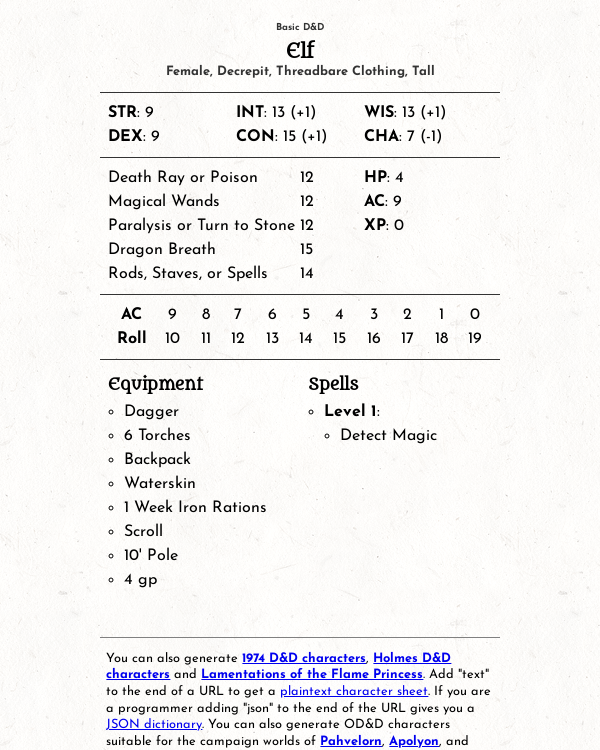 Basic D&D
Elf
Female, Decrepit, Threadbare Clothing, Tall
STR: 9 INT: 13 (+1) WIS: 13 (+1)
DEX: 9 CON: 15 (+1) CHA: 7 (-1)
Death Ray or Poison 12 HP: 4
Magical Wands 12 AC: 9
Paralysis or Turn to Stone 12 XP: 0
Dragon Breath 15
Rods, Staves, or Spells 14
AC 9 8 7 6 5 4 3 2 1 0
Roll 10 11 12 13 14 15 16 17 18 19
Equipment
Dagger
6 Torches
Backpack
Waterskin
1 Week Iron Rations
Scroll
10' Pole
4 gp
Spells
Level 1:
Detect Magic
You can also generate 1974 D&D characters, Holmes D&D
characters and Lamentations of the Flame Princess. Add "text"
to the end of a URL to get a plaintext character sheet. If you are
a programmer adding "json" to the end of the URL gives you a
JSON dictionary. You can also generate OD&D characters
suitable for the campaign worlds of Pahvelorn, Apolyon, and